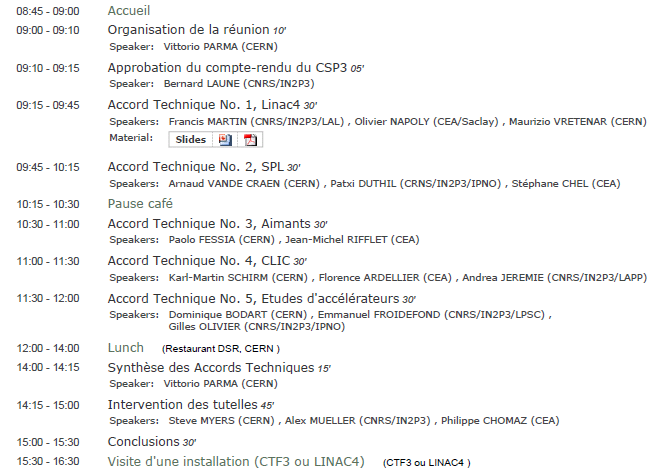 08:45 - 09:00 Accueil
09:00 - 09:10 Organisation de la réunion 10'
Speaker: Vittorio PARMA (CERN)
09:10 - 09:15 Approbation du compte-rendu du CSP3 05'
Speaker: Bernard LAUNE (CNRS/IN2P3)
09:15 - 09:45 Accord Technique No. 1, Linac4 30'
Speakers: Francis MARTIN (CNRS/IN2P3/LAL) , Olivier NAPOLY (CEA/Saclay) , Maurizio VRETENAR (CERN)
Material: Slides
09:45 - 10:15 Accord Technique No. 2, SPL 30'
Speakers: Arnaud VANDE CRAEN (CERN) , Patxi DUTHIL (CRNS/IN2P3/IPNO) , Stéphane CHEL (CEA)
10:15 - 10:30 Pause café
10:30 - 11:00 Accord Technique No. 3, Aimants 30'
Speakers: Paolo FESSIA (CERN) , Jean-Michel RIFFLET (CEA)
11:00 - 11:30 Accord Technique No. 4, CLIC 30'
Speakers: Karl-Martin SCHIRM (CERN) , Florence ARDELLIER (CEA) , Andrea JEREMIE (CNRS/IN2P3/LAPP)
11:30 - 12:00 Accord Technique No. 5, Etudes d'accélérateurs 30'
Speakers: Dominique BODART (CERN) , Emmanuel FROIDEFOND (CNRS/IN2P3/LPSC) ,
Gilles OLIVIER (CNRS/IN2P3/IPNO)
12:00 - 14:00 Lunch (Restaurant DSR, CERN )
14:00 - 14:15 Synthèse des Accords Techniques 15'
Speaker: Vittorio PARMA (CERN)
14:15 - 15:00 Intervention des tutelles 45'
Speakers: Steve MYERS (CERN) , Alex MUELLER (CNRS/IN2P3) , Philippe CHOMAZ (CEA)
15:00 - 15:30 Conclusions 30'
15:30 - 16:30 Visite d'une installation (CTF3 ou LINAC4) (CTF3 ou LINAC4 )